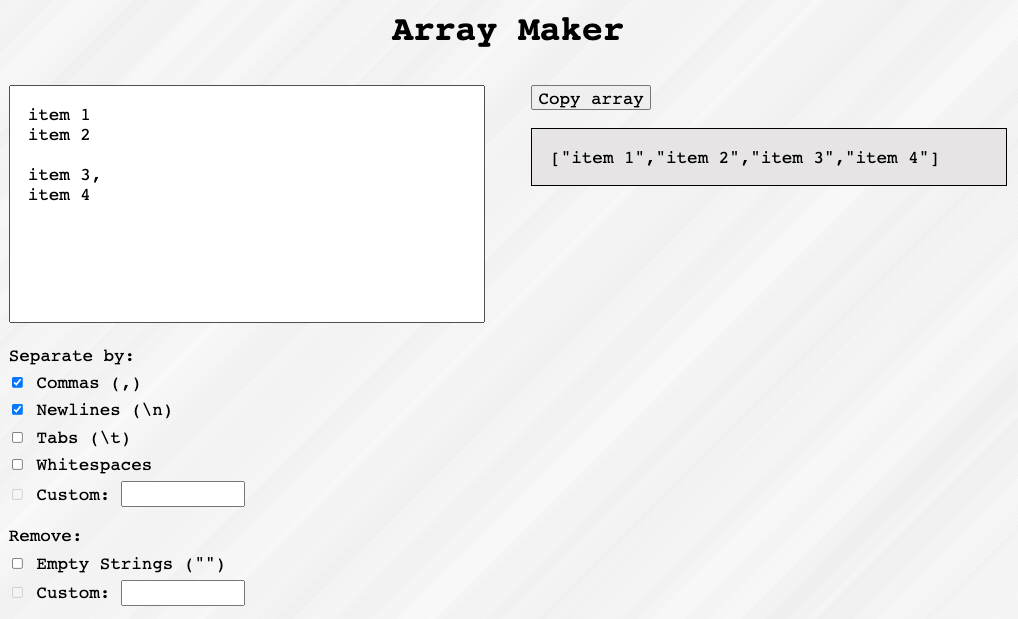 Array Maker
item 1
item 2
item 3,
item 4
Copy array
["item 1","item 2","item 3","item 4"]
Separate by:
Commas (,)
Newlines (\n)
Tabs (\t)
Whitespaces
Custom:
Remove:
Empty Strings ("")
Custom: